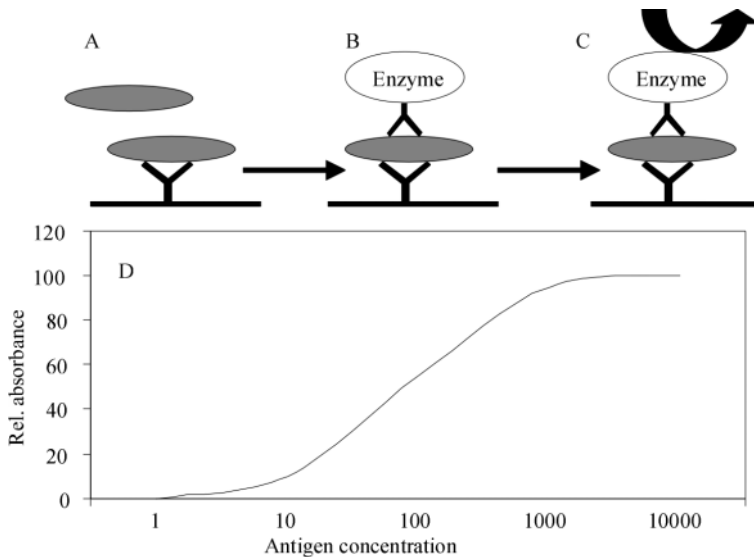 A B C
Enzyme Enzyme
120
D
100
80
60
40
20
0
Rel. absorbance
1 10 100 1000 10000
Antigen concentration